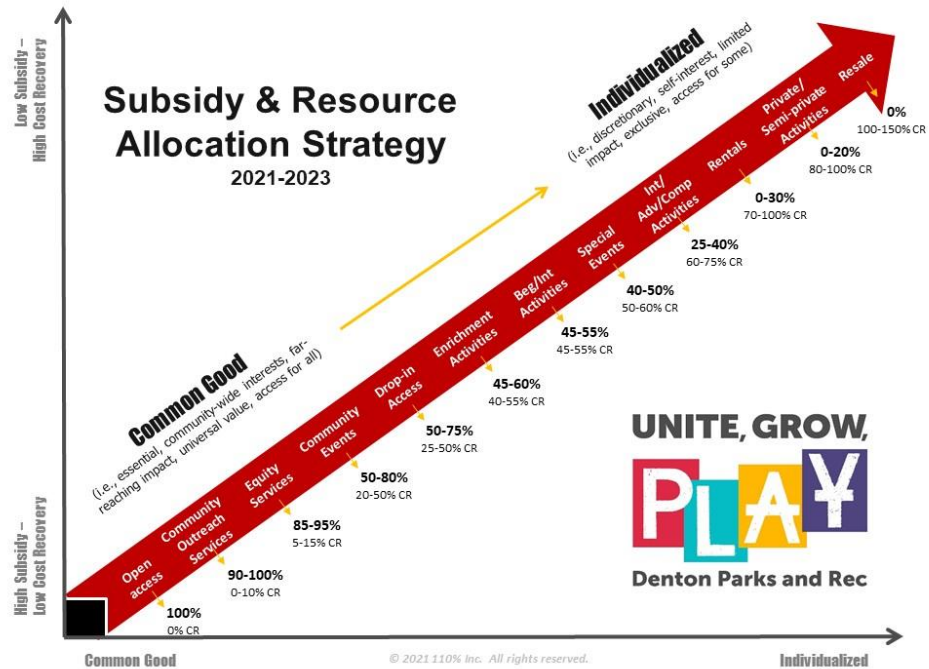 Low Subsidy –
High Cost Recovery
Subsidy & Resource
Allocation Strategy
2021-2023
Individualized
(i.e., discretionary, self-interest, limited
impact, exclusive, access for some)
Common Good
(i.e., essential, community-wide interests, far-
reaching impact, universal value, access for all)
Open
access
100%
0% CR
Community
Outreach
Services
90-100%
0-10% CR
Equity
Services
85-95%
5-15% CR
Community
Events
50-80%
20-50% CR
Drop-in
Access
50-75%
25-50% CR
Enrichment
Activities
45-60%
40-55% CR
Beg/Int
Activities
45-55%
45-55% CR
Special
Events
40-50%
50-60% CR
Int/
Adv/Comp
Activities
25-40%
60-75% CR
Rentals
0-30%
70-100% CR
Private/
Semi-private
Activities
0-20%
80-100% CR
Resale
0%
100-150% CR
UNITE, GROW,
PLAY
Denton Parks and Rec
High Subsidy –
Low Cost Recovery
Common Good
© 2021 110% Inc. All rights reserved.
Individualized